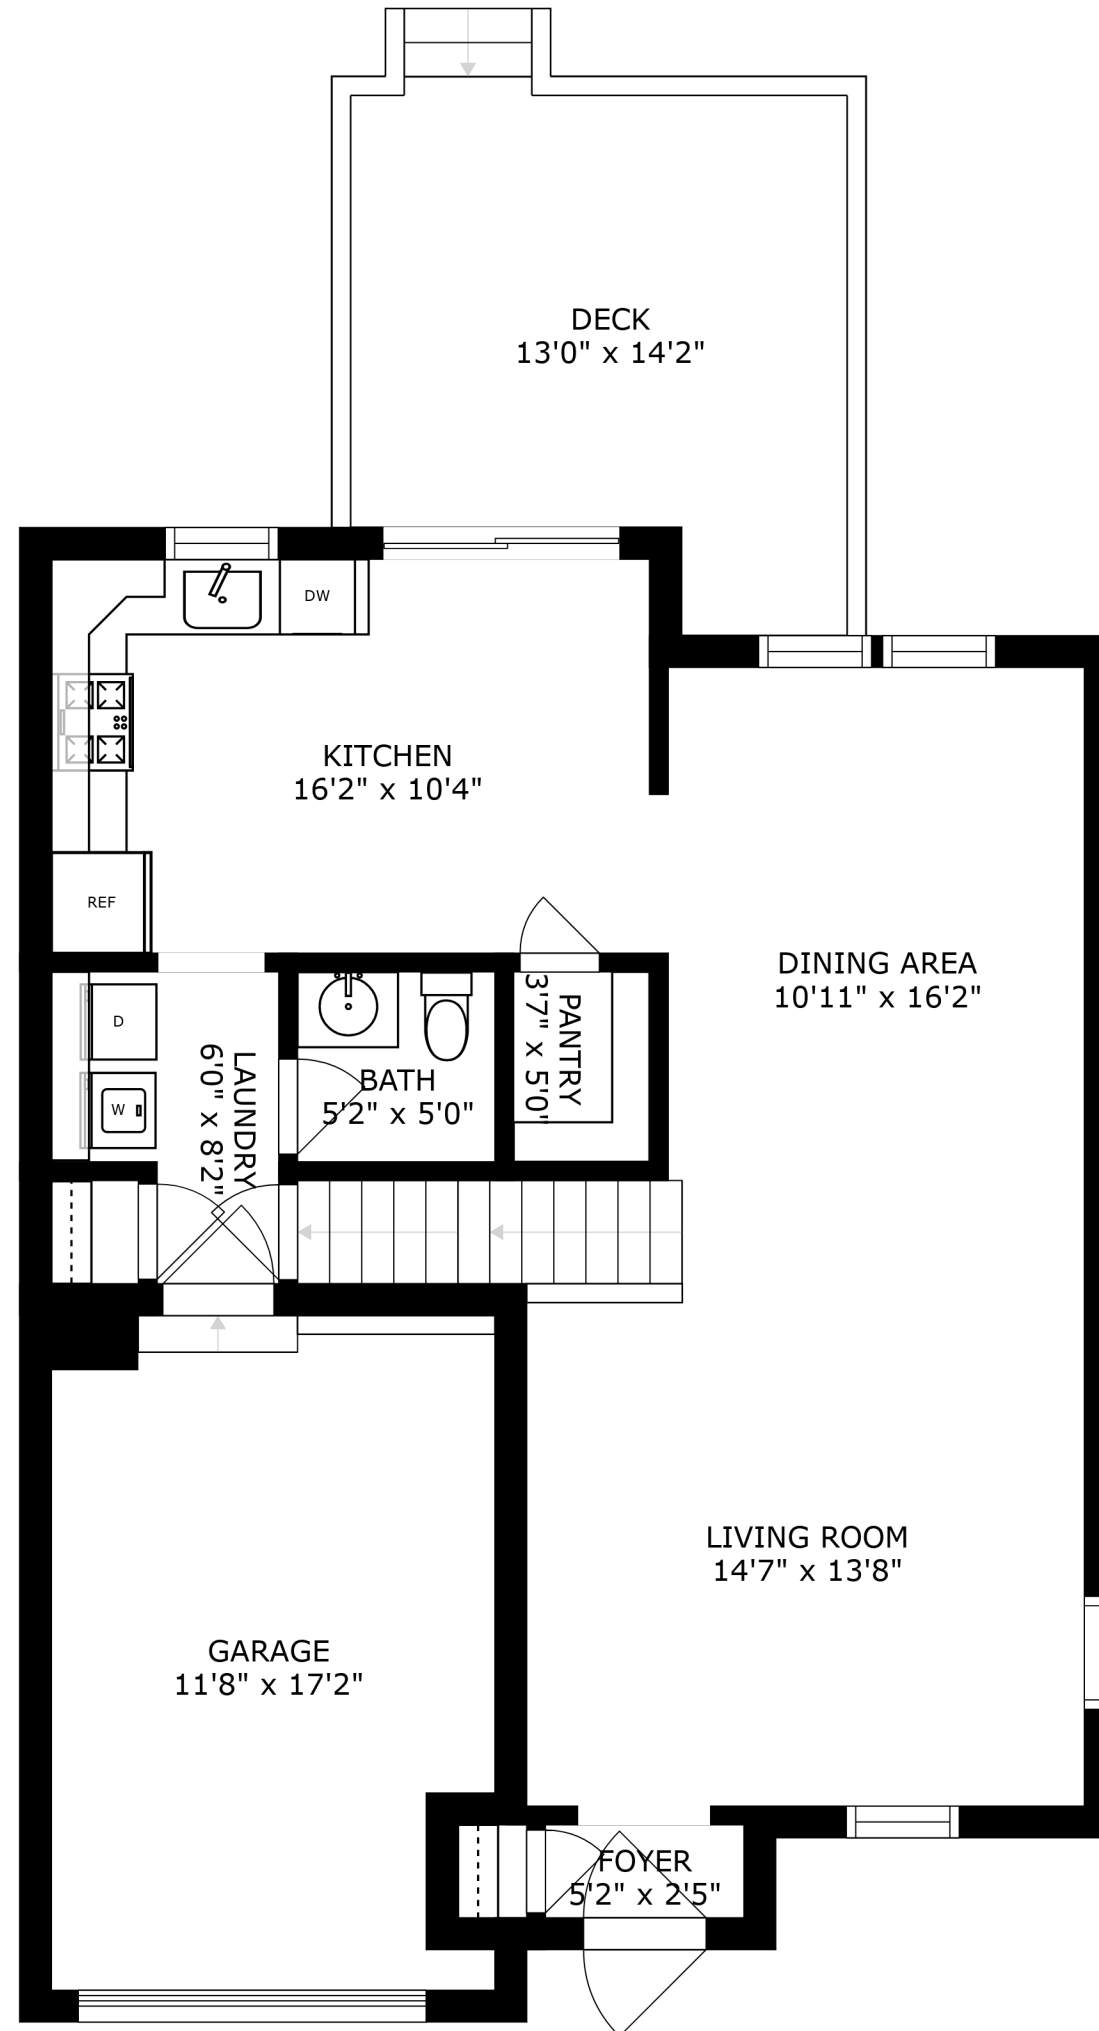 DECK
13'0" x 14'2"
DW
KITCHEN
16'2" x 10'4"
REF
DINING AREA
10'11" x 16'2"
PANTRY
3'7" x 5'0"
D
W
LAUNDRY
6'0" x 8'2"
BATH
5'2" x 5'0"
LIVING ROOM
14'7" x 13'8"
GARAGE
11'8" x 17'2"
FOYER
5'2" x 2'5"